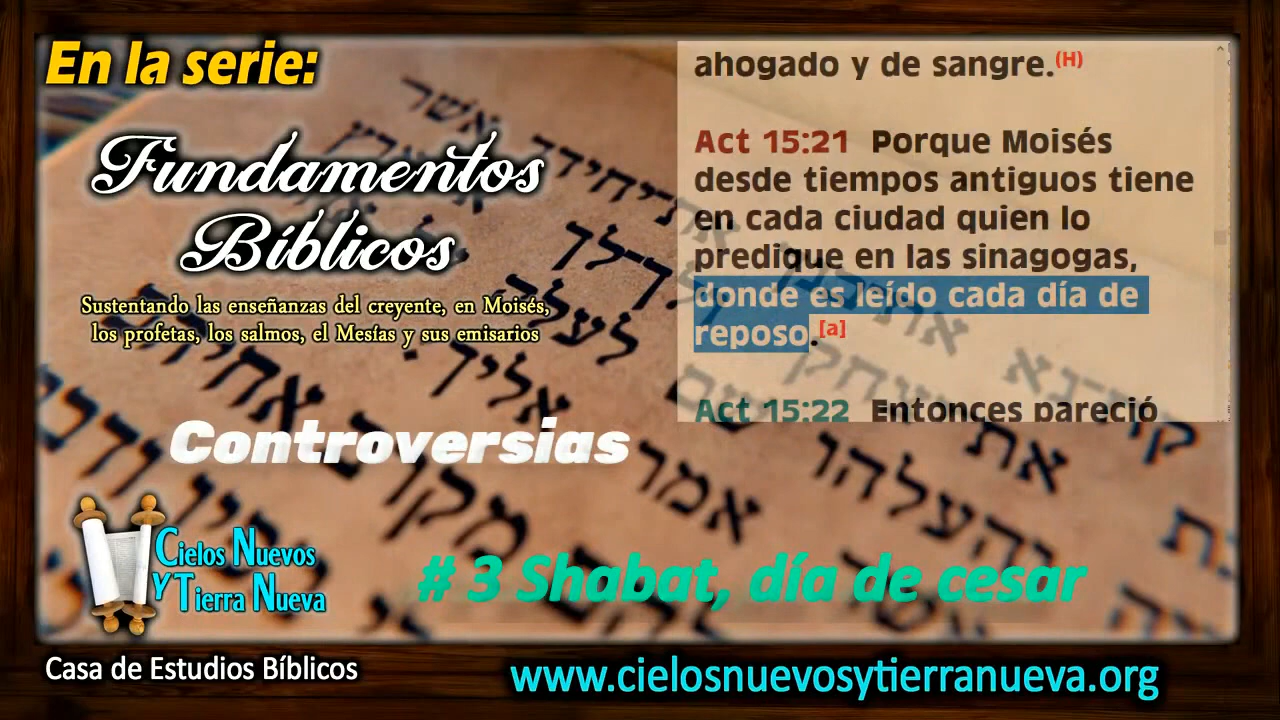 En la serie:
Fundamentos
Bíblicos
Sustentando las enseñanzas del creyente, en Moisés,
los profetas, los salmos, el Mesías y sus emisarios
Controversias
Cielos Nuevos
Y Tierra Nueva
# 3 Shabat, día de cesar
Casa de Estudios Bíblicos
www.cielosnuevosytierranueva.org
ahogado y de sangre.(H)
Act 15:21 Porque Moisés
desde tiempos antiguos tiene
en cada ciudad quien lo
predique en las sinagogas,
donde es leído cada día de
reposo.[a]
Act 15:22 Entonces pareció
אליך
אמר
את